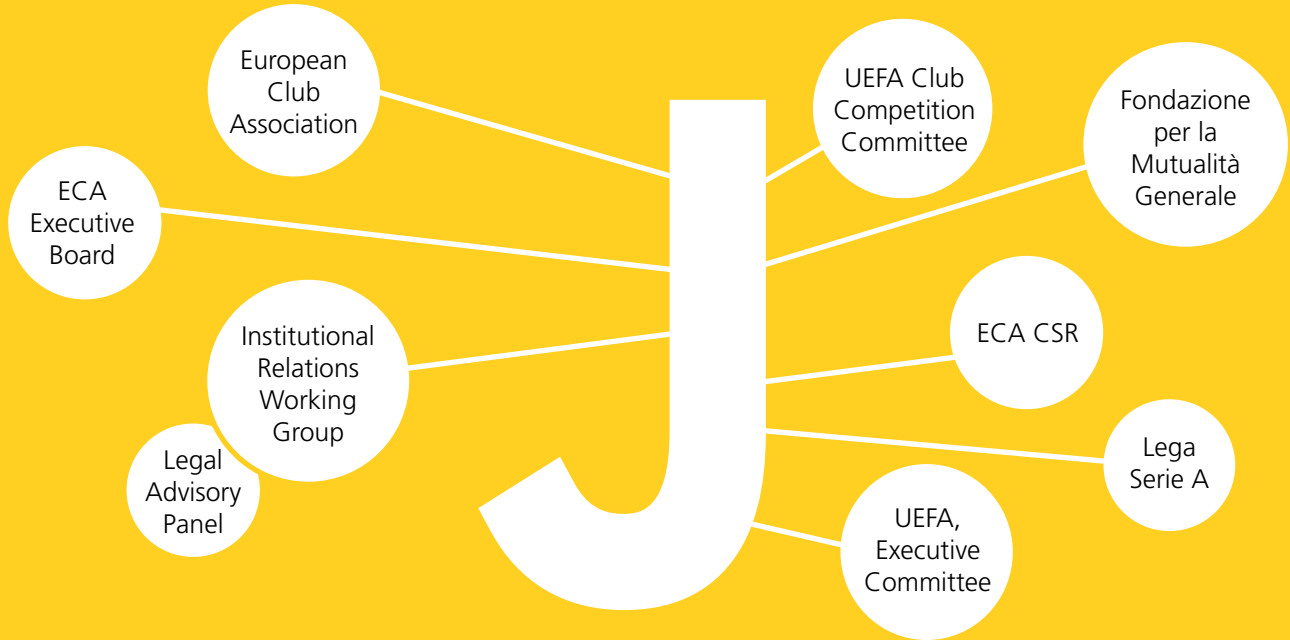 European
Club
Association
UEFA Club
Competition
Committee
Fondazione
per la
Mutualità
Generale
ECA
Executive
Board
J
Institutional
Relations
Working
Group
ECA CSR
Legal
Advisory
Panel
Lega
Serie A
UEFA,
Executive
Committee